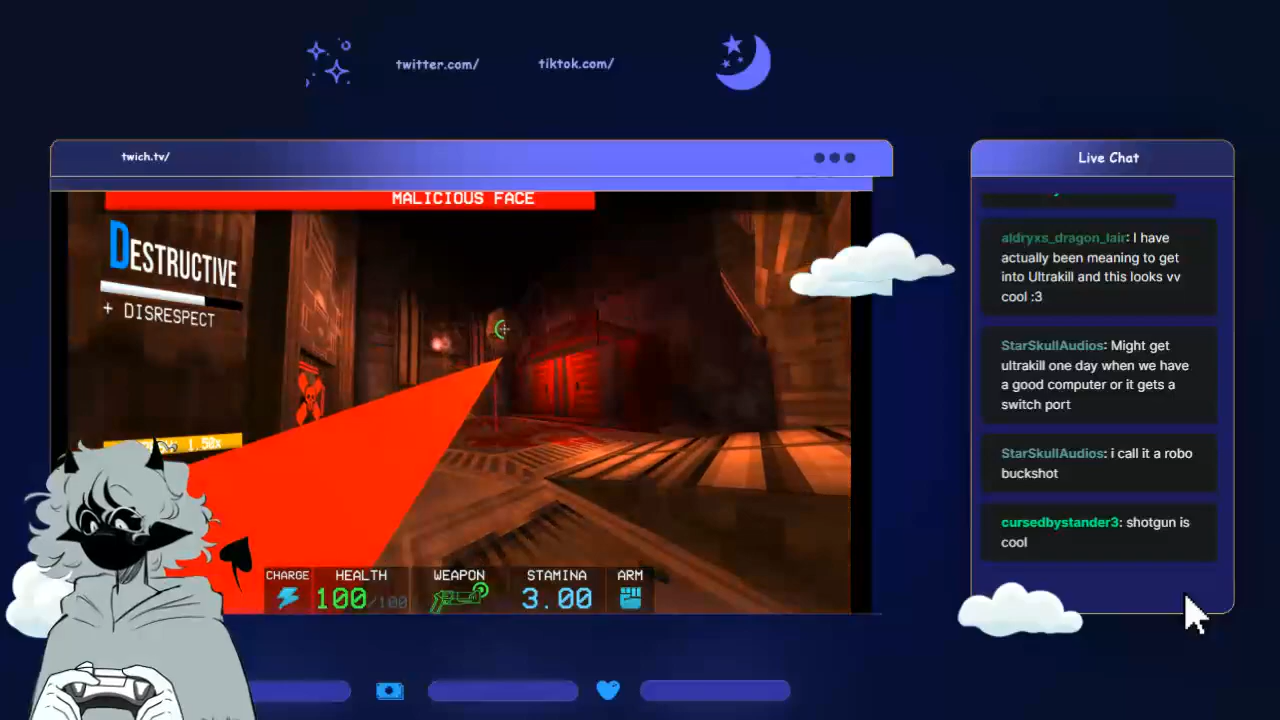 twitter.com/
tiktok.com/
twich.tv/
Live Chat
MALICIOUS FACE
DESTRUCTIVE
+ DISRESPECT
1.50x
CHARGE
HEALTH
100/100
WEAPON
STAMINA
3.00
ARM
aldryxs_dragon_lair: I have
actually been meaning to get
into Ultrakill and this looks vv
cool :3
StarSkullAudios: Might get
ultrakill one day when we have
a good computer or it gets a
switch port
StarSkullAudios: i call it a robo
buckshot
cursedbystander3: shotgun is
cool